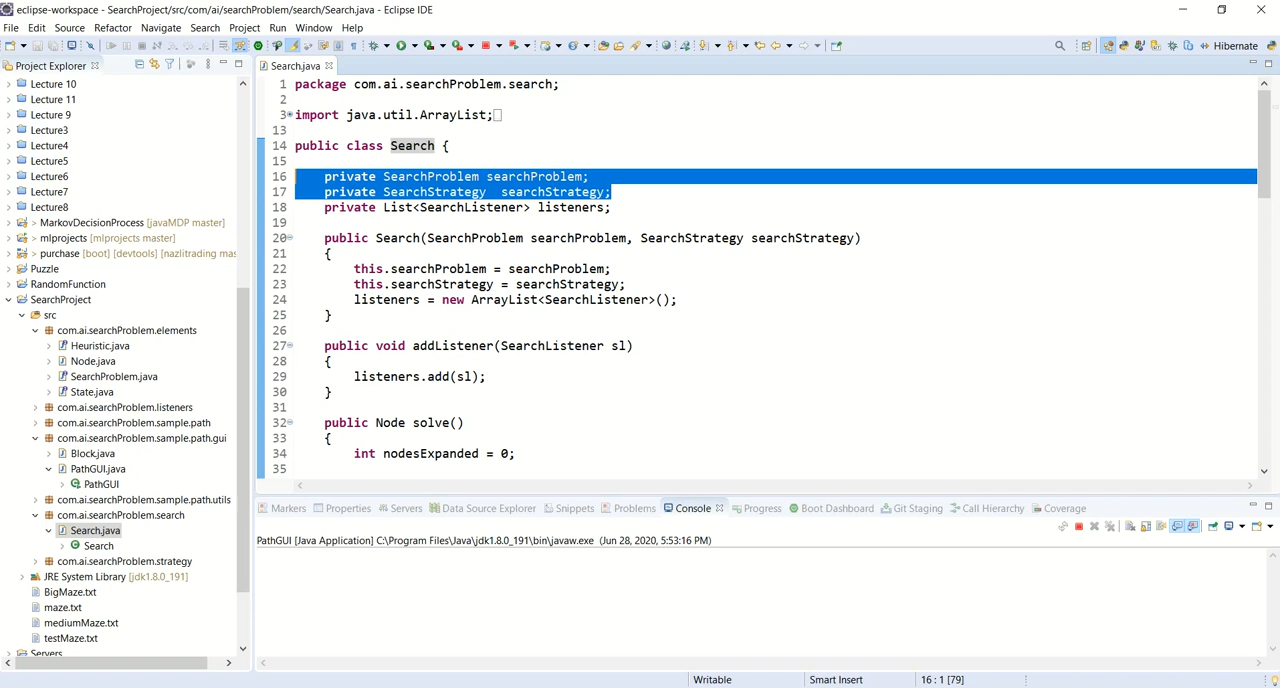 eclipse-workspace - SearchProject/src/com/ai/searchProblem/search/Search.java - Eclipse IDE
File Edit Source Refactor Navigate Search Project Run Window Help
Hibernate
Project Explorer
Search.java
Lecture 10
Lecture 11
Lecture 9
Lecture3
Lecture4
Lecture5
Lecture6
Lecture7
Lecture8
> MarkovDecisionProcess [javaMDP master]
> mlprojects [mlprojects master]
> purchase [boot] [devtools] [nazlitrading mas
Puzzle
RandomFunction
SearchProject
src
com.ai.searchProblem.elements
Heuristic.java
Node.java
SearchProblem.java
State.java
com.ai.searchProblem.listeners
com.ai.searchProblem.sample.path
com.ai.searchProblem.sample.path.gui
Block.java
PathGUI.java
PathGUI
com.ai.searchProblem.sample.path.utils
com.ai.searchProblem.search
Search.java
Search
com.ai.searchProblem.strategy
JRE System Library [jdk1.8.0_191]
BigMaze.txt
maze.txt
mediumMaze.txt
testMaze.txt
Servers
1 package com.ai.searchProblem.search;
2
3 import java.util.ArrayList;
13
14 public class Search {
15
16 private SearchProblem searchProblem;
17 private SearchStrategy  searchStrategy;
18 private List<SearchListener> listeners;
19
20 public Search(SearchProblem searchProblem, SearchStrategy searchStrategy)
21 {
22 this.searchProblem = searchProblem;
23 this.searchStrategy = searchStrategy;
24 listeners = new ArrayList<SearchListener>();
25 }
26
27 public void addListener(SearchListener sl)
28 {
29 listeners.add(sl);
30 }
31
32 public Node solve()
33 {
34 int nodesExpanded = 0;
35
Markers Properties Servers Data Source Explorer Snippets Problems Console Progress Boot Dashboard Git Staging Call Hierarchy Coverage
PathGUI [Java Application] C:\Program Files\Java\jdk1.8.0_191\bin\javaw.exe (Jun 28, 2020, 5:53:16 PM)
Writable Smart Insert 16 : 1 [79]